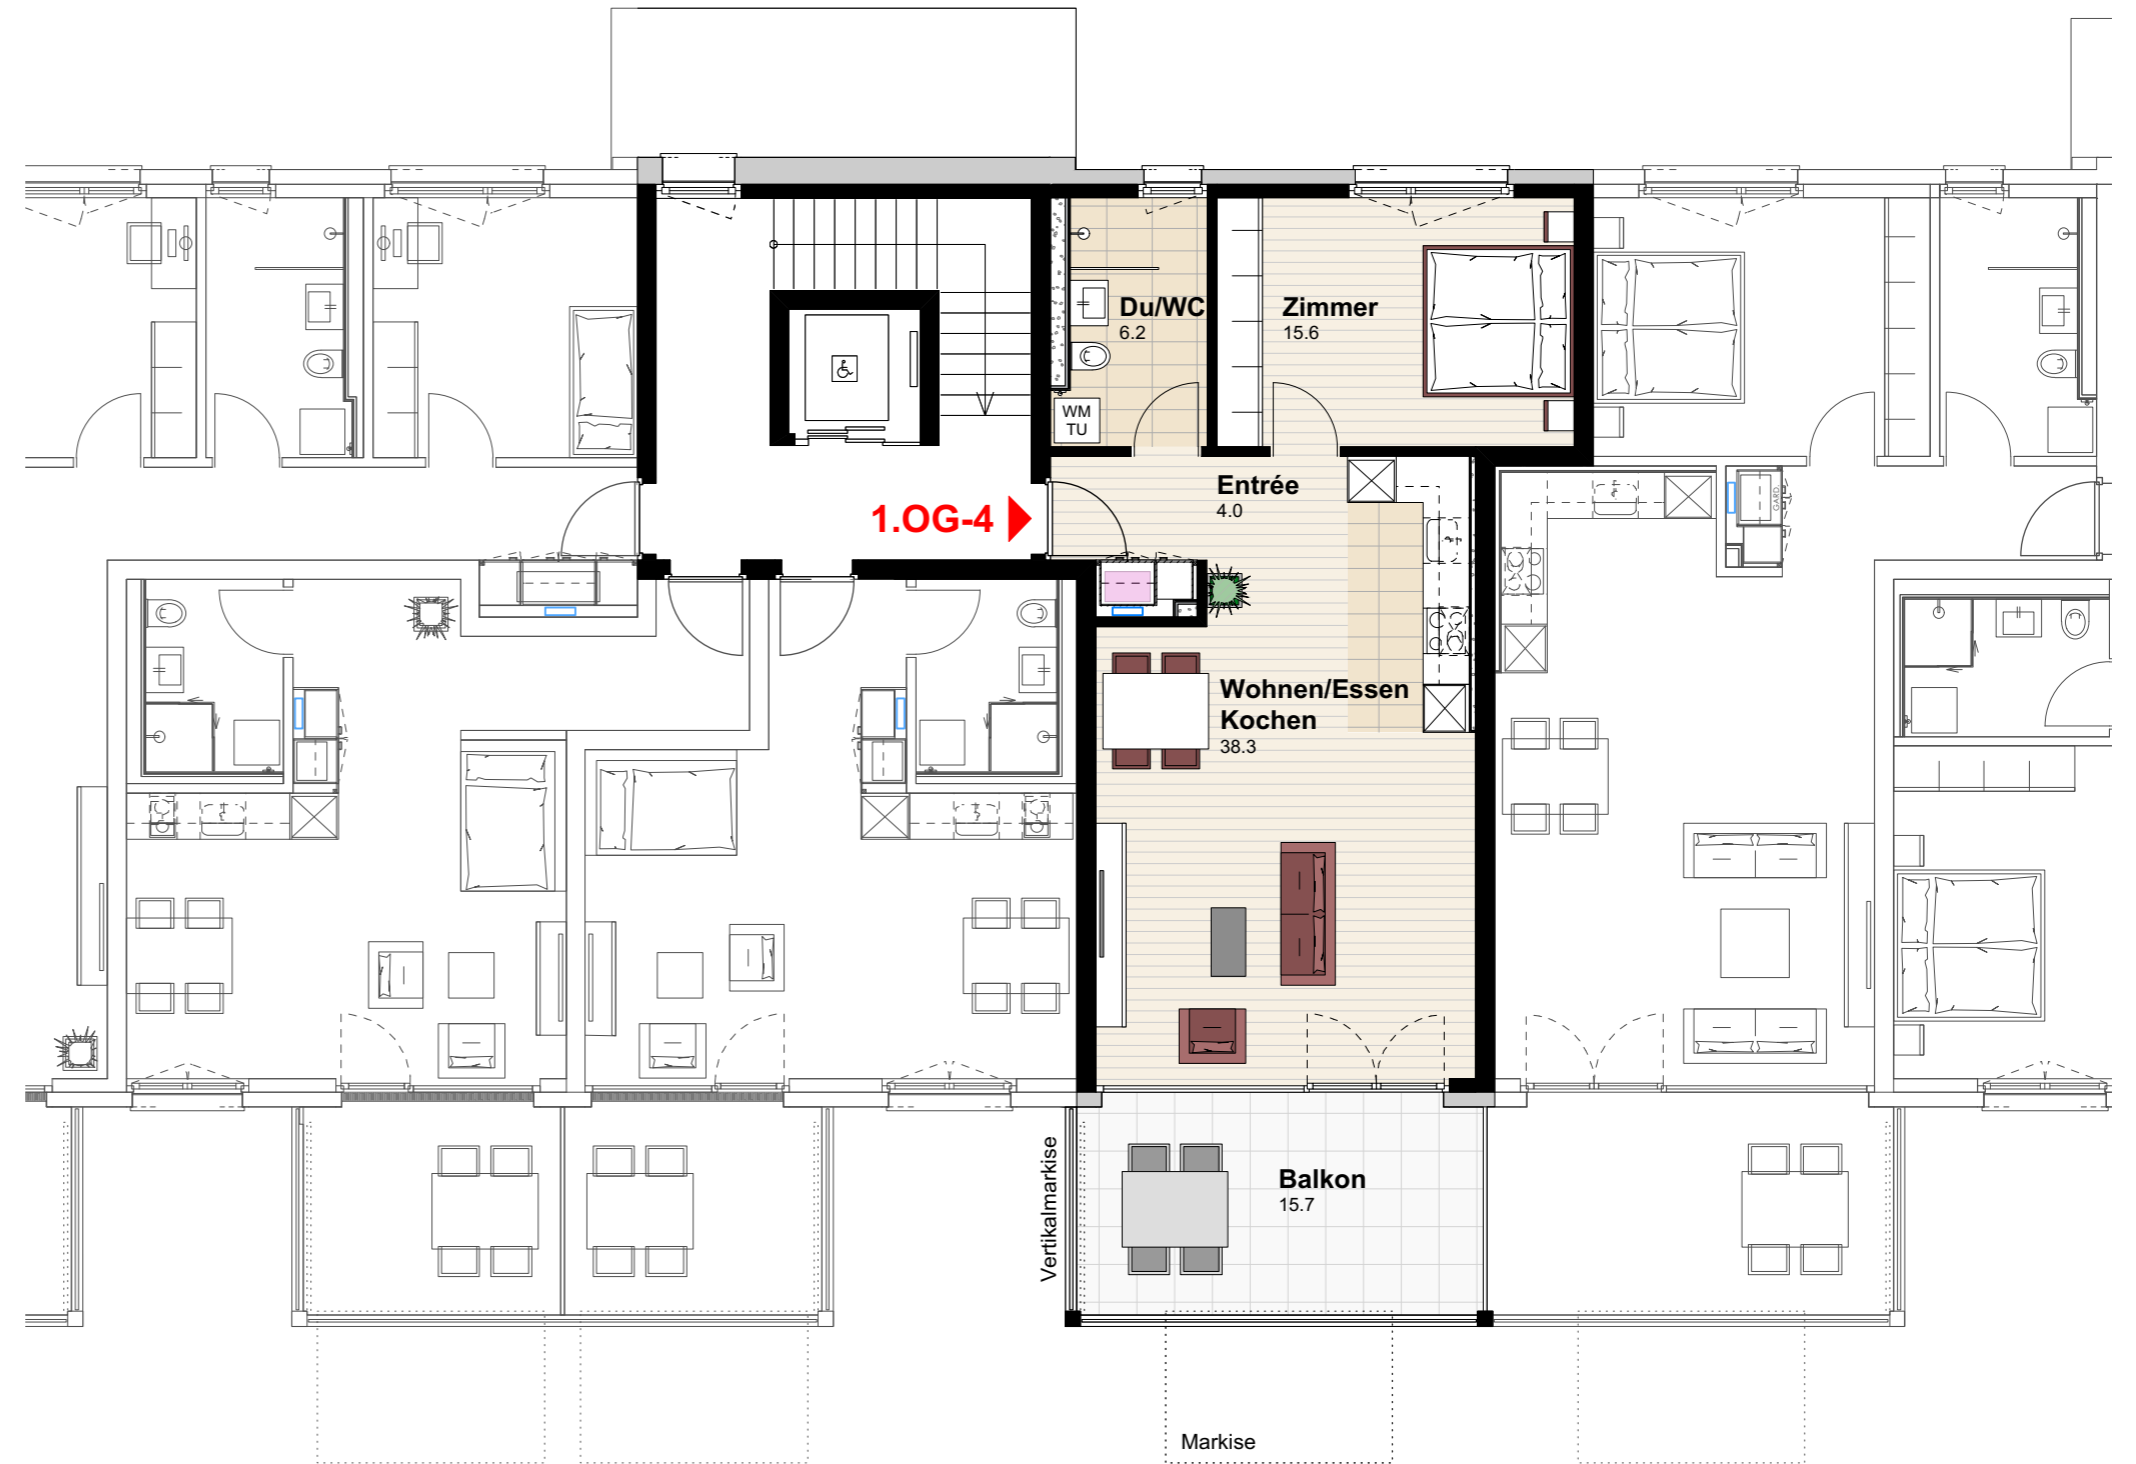 Du/WC
6.2
Zimmer
15.6
WM
TU
Entrée
4.0
1.OG-4
GARD.
Wohnen/Essen
Kochen
38.3
Vertikalmarkise
Balkon
15.7
Markise